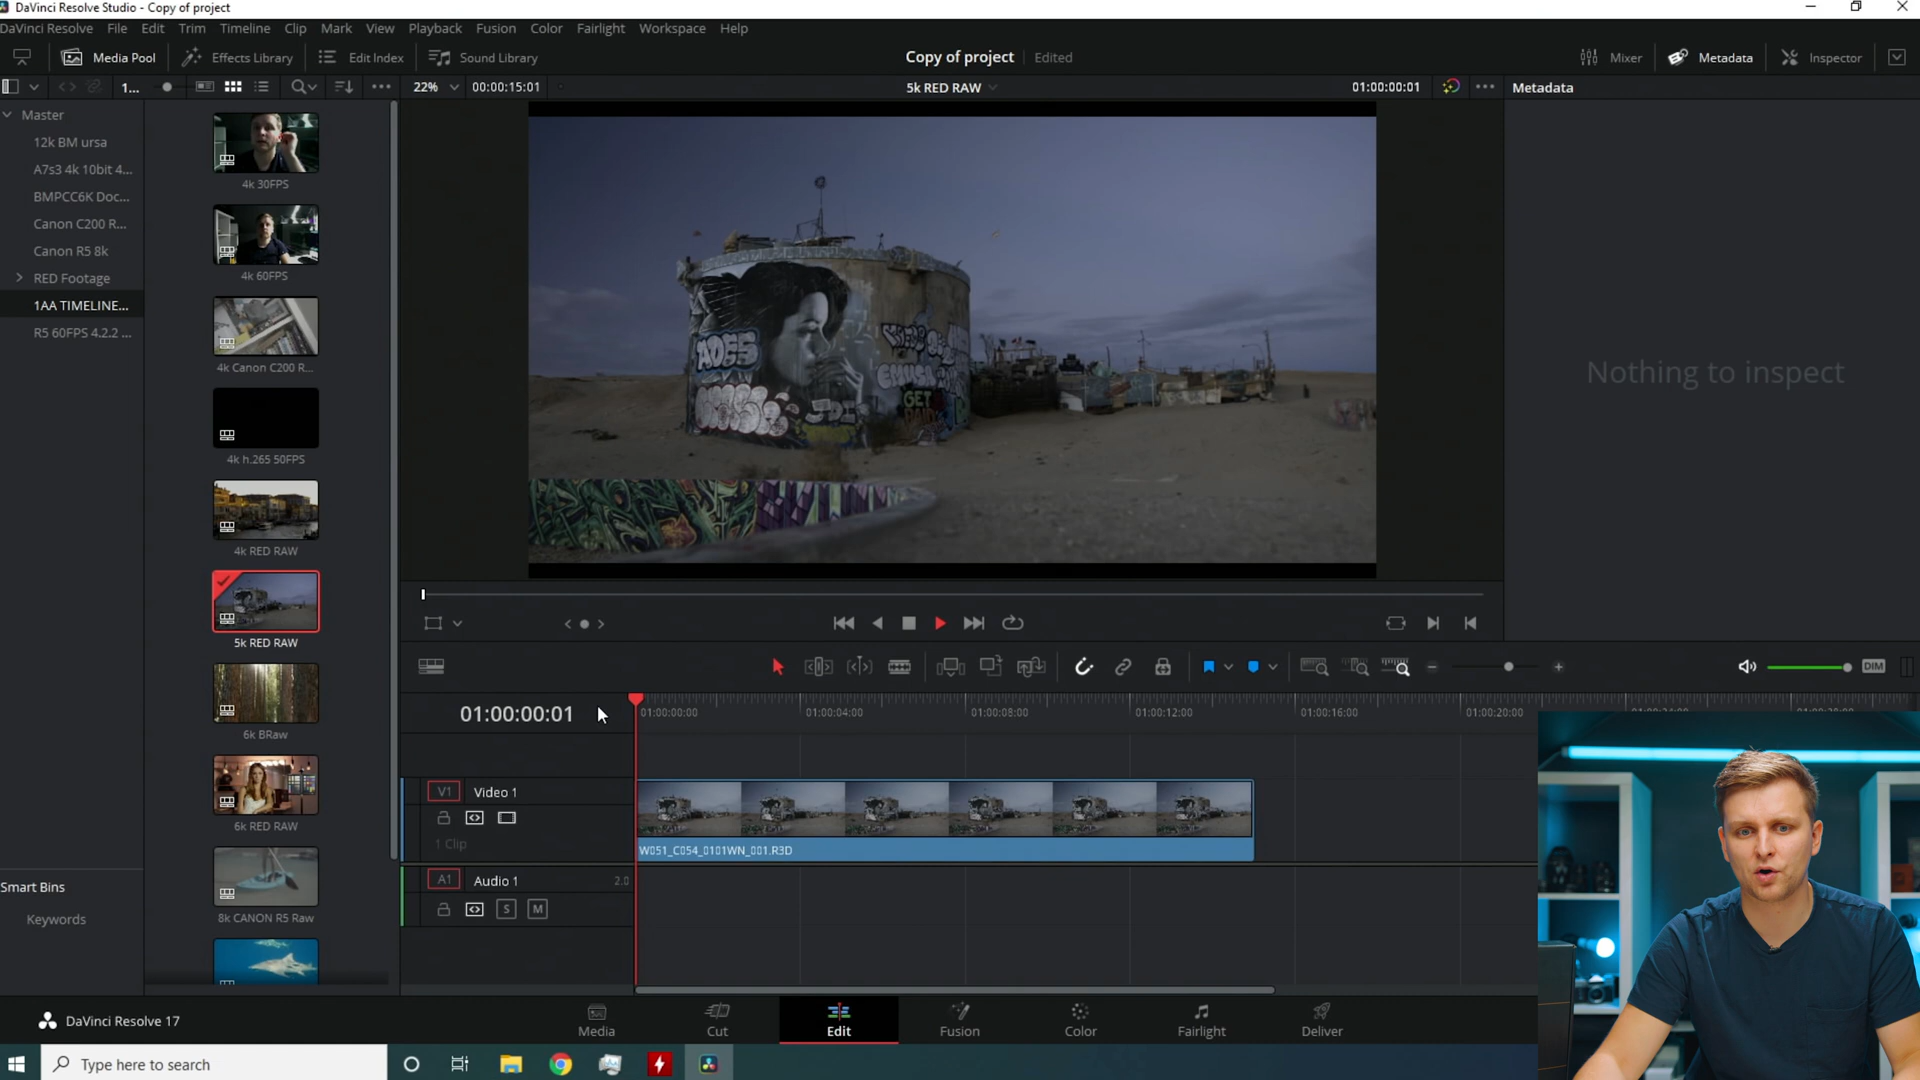 DaVinci Resolve Studio - Copy of project
DaVinci Resolve File Edit Trim Timeline Clip Mark View Playback Fusion Color Fairlight Workspace Help
Media Pool Effects Library Edit Index Sound Library Copy of project Edited Mixer Metadata Inspector
1... 22% 00:00:15:01 5k RED RAW 01:00:00:01 Metadata
Master
12k BM ursa
A7s3 4k 10bit 4...
BMPCC6K Doc...
Canon C200 R...
Canon R5 8k
RED Footage
1AA TIMELINE...
R5 60FPS 4.2.2 ...
Smart Bins
Keywords
4k 30FPS
4k 60FPS
4k Canon C200 R...
4k h.265 50FPS
4k RED RAW
5k RED RAW
6k BRaw
6k RED RAW
8k CANON R5 Raw
ADES
GET
PAID
Nothing to inspect
DIM
01:00:00:01
01:00:00:00 01:00:04:00 01:00:08:00 01:00:12:00 01:00:16:00 01:00:20:00
V1 Video 1
1 Clip
W051_C054_0101WN_001.R3D
A1 Audio 1 2.0
S M
DaVinci Resolve 17
Media Cut Edit Fusion Color Fairlight Deliver
Type here to search